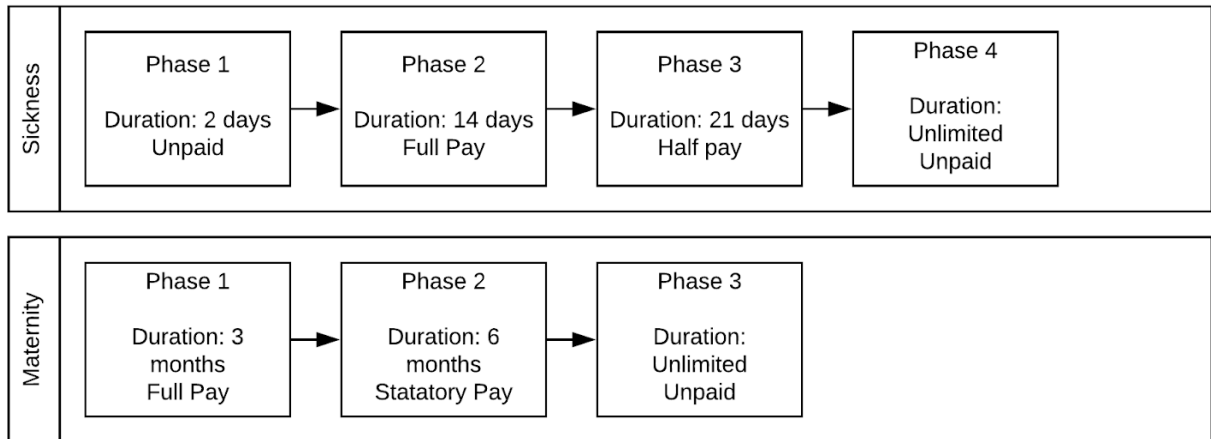 Sickness
Phase 1
Duration: 2 days
Unpaid
Phase 2
Duration: 14 days
Full Pay
Phase 3
Duration: 21 days
Half pay
Phase 4
Duration:
Unlimited
Unpaid
Maternity
Phase 1
Duration: 3
months
Full Pay
Phase 2
Duration: 6
months
Statatory Pay
Phase 3
Duration:
Unlimited
Unpaid